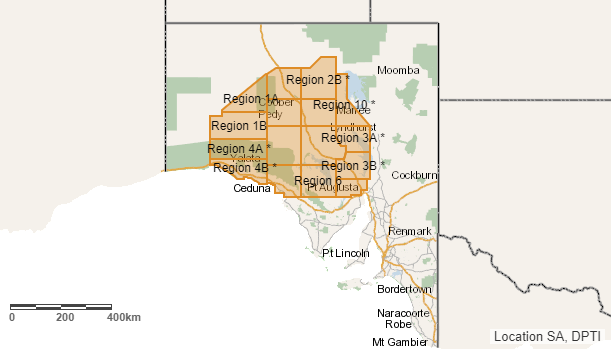 Moomba
Region 2B *
Region 1A
Coober
Pedy
Region 10 *
Marree
Region 1B
Lyndhurst
Region 3A *
Region 4A *
Yalata
Region 4B *
Region 3B *
Cockburn
Ceduna
Region 6
Pt Augusta
Renmark
Pt Lincoln
Bordertown
Naracoorte
Robe
Mt Gambier
0 200 400km
Location SA, DPTI